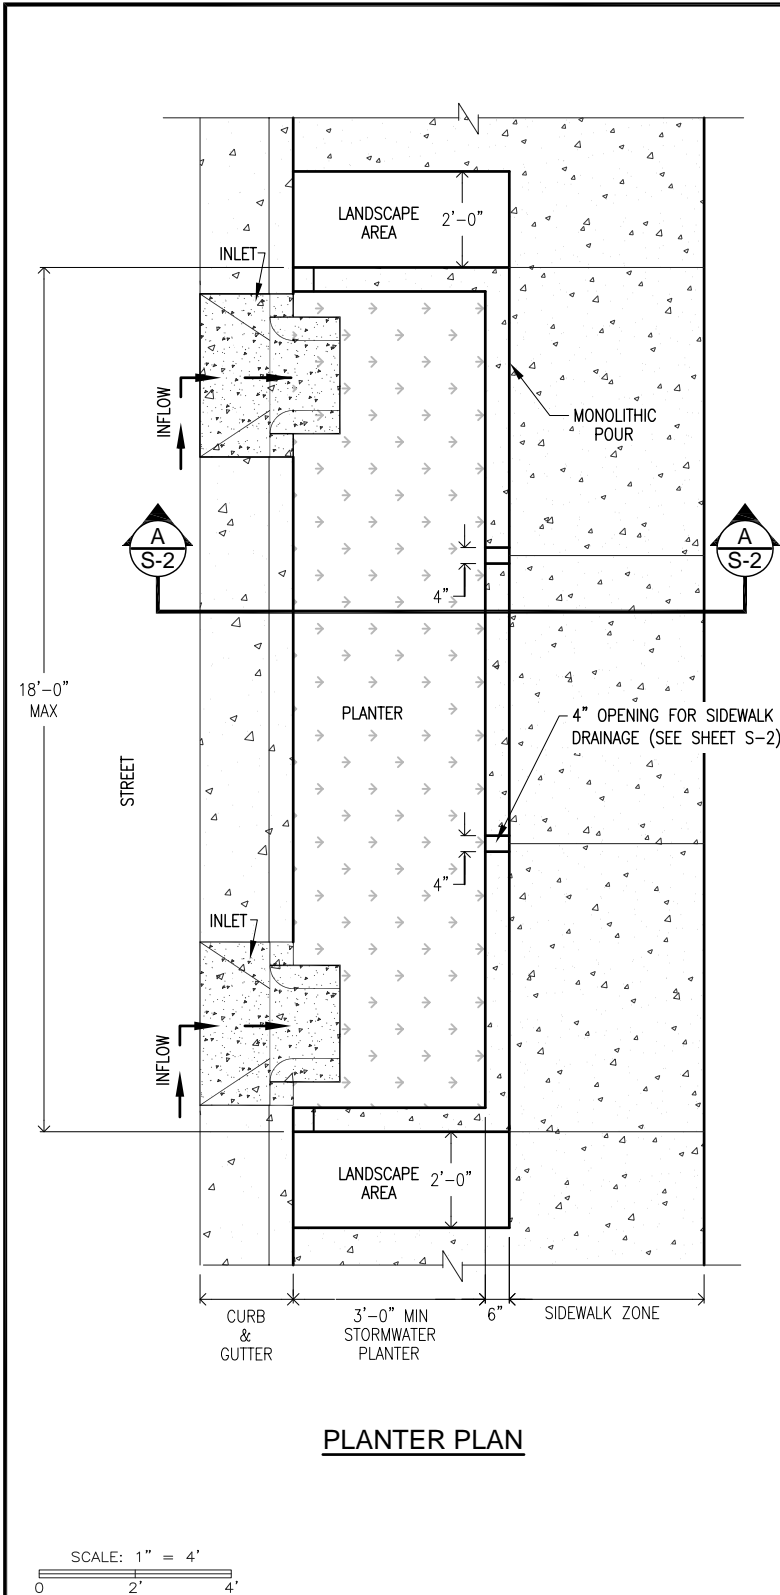 LANDSCAPE
AREA
2'-0"
INLET
INFLOW
MONOLITHIC
POUR
A
S-2
A
S-2
4"
18'-0"
MAX
PLANTER
4" OPENING FOR SIDEWALK
DRAINAGE (SEE SHEET S-2)
STREET
4"
INLET
INFLOW
LANDSCAPE
AREA
2'-0"
CURB
&
GUTTER
3'-0" MIN
STORMWATER
PLANTER
6"
SIDEWALK ZONE
PLANTER PLAN
SCALE: 1" = 4'
0 2' 4'